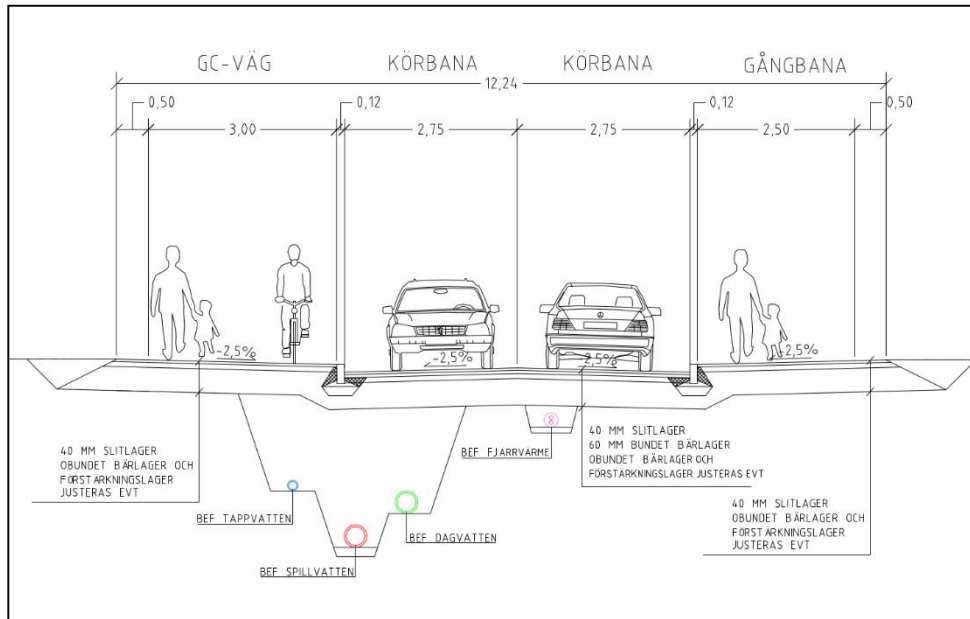 GC-VÄG KÖRBANA KÖRBANA GÅNGBANA
12,24
0,50 0,12 0,12 0,50
3,00 2,75 2,75 2,50
-2,5% -2,5% -2,5% -2,5%
40 MM SLITLAGER
OBUNDET BÄRLAGER OCH
FÖRSTÄRKNINGSLAGER
JUSTERAS EVT
BEF TAPPVATTEN
BEF SPILLVATTEN
BEF DAGVATTEN
8
BEF FJÄRRVÄRME
40 MM SLITLAGER
60 MM BUNDET BÄRLAGER
OBUNDET BÄRLAGER OCH
FÖRSTÄRKNINGSLAGER JUSTERAS EVT
40 MM SLITLAGER
OBUNDET BÄRLAGER OCH
FÖRSTÄRKNINGSLAGER
JUSTERAS EVT